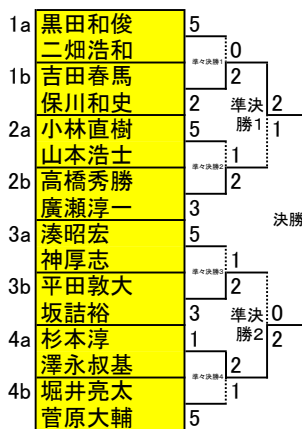 1a 黒田和俊 5
二畑浩和 準々決勝1 0
1b 吉田春馬 2
保川和史 2 準決勝1 2
2a 小林直樹 5 1
山本浩士 準々決勝2 1
2b 高橋秀勝 2
廣瀬淳一 3
決勝
3a 湊昭宏 5
神厚志 準々決勝3 1
3b 平田敦大 2
坂詰裕 3 準決勝2 0
4a 杉本淳 1 2
澤永叔基 準々決勝4 2
4b 堀井亮太 1
菅原大輔 5